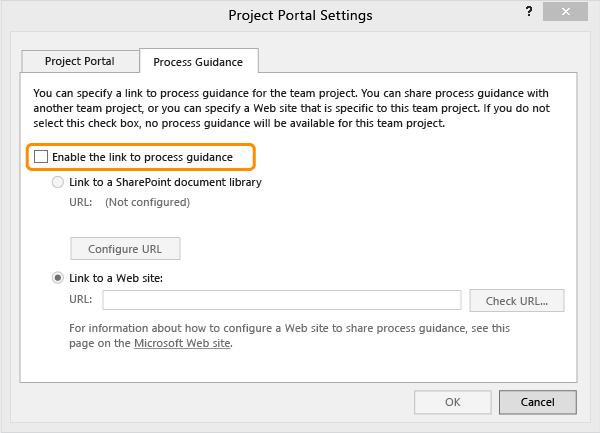 Project Portal Settings
?
Project Portal
Process Guidance
You can specify a link to process guidance for the team project. You can share process guidance with
another team project, or you can specify a Web site that is specific to this team project. If you do not
select this check box, no process guidance will be available for this team project.
Enable the link to process guidance
Link to a SharePoint document library
URL: (Not configured)
Configure URL
Link to a Web site:
URL:
Check URL...
For information about how to configure a Web site to share process guidance, see this
page on the Microsoft Web site.
OK
Cancel